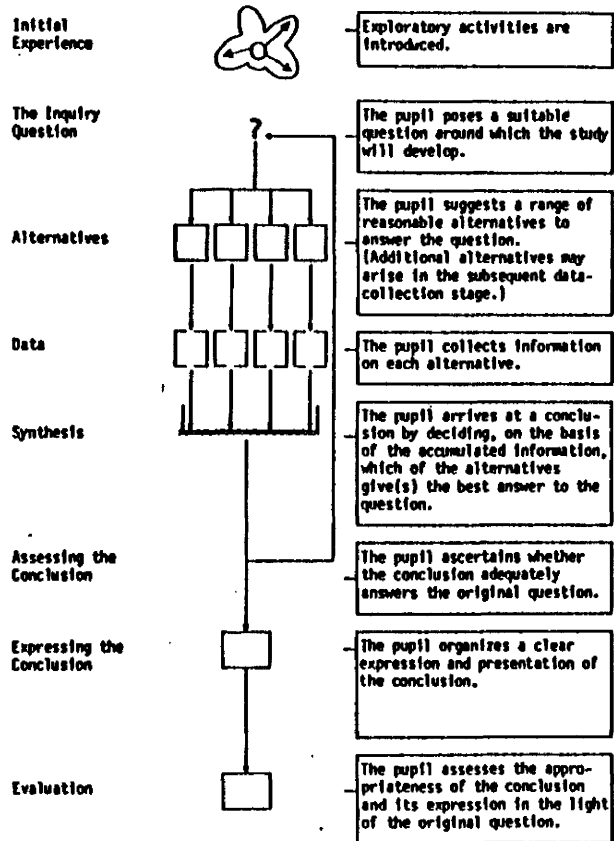 Initial
Experience
Exploratory activities are
introduced.
The Inquiry
Question
?
The pupil poses a suitable
question around which the study
will develop.
Alternatives
The pupil suggests a range of
reasonable alternatives to
answer the question.
(Additional alternatives may
arise in the subsequent data-
collection stage.)
Data
The pupil collects information
on each alternative.
Synthesis
The pupil arrives at a conclu-
sion by deciding, on the basis
of the accumulated information,
which of the alternatives
give(s) the best answer to the
question.
Assessing the
Conclusion
The pupil ascertains whether
the conclusion adequately
answers the original question.
Expressing the
Conclusion
The pupil organizes a clear
expression and presentation of
the conclusion.
Evaluation
The pupil assesses the appro-
priateness of the conclusion
and its expression in the light
of the original question.